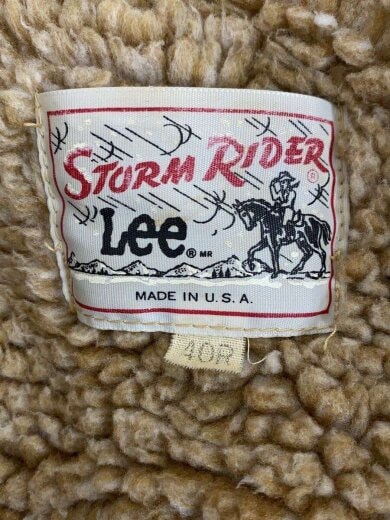 STORM RIDER
®
Lee® MR
MADE IN U.S.A.
40R